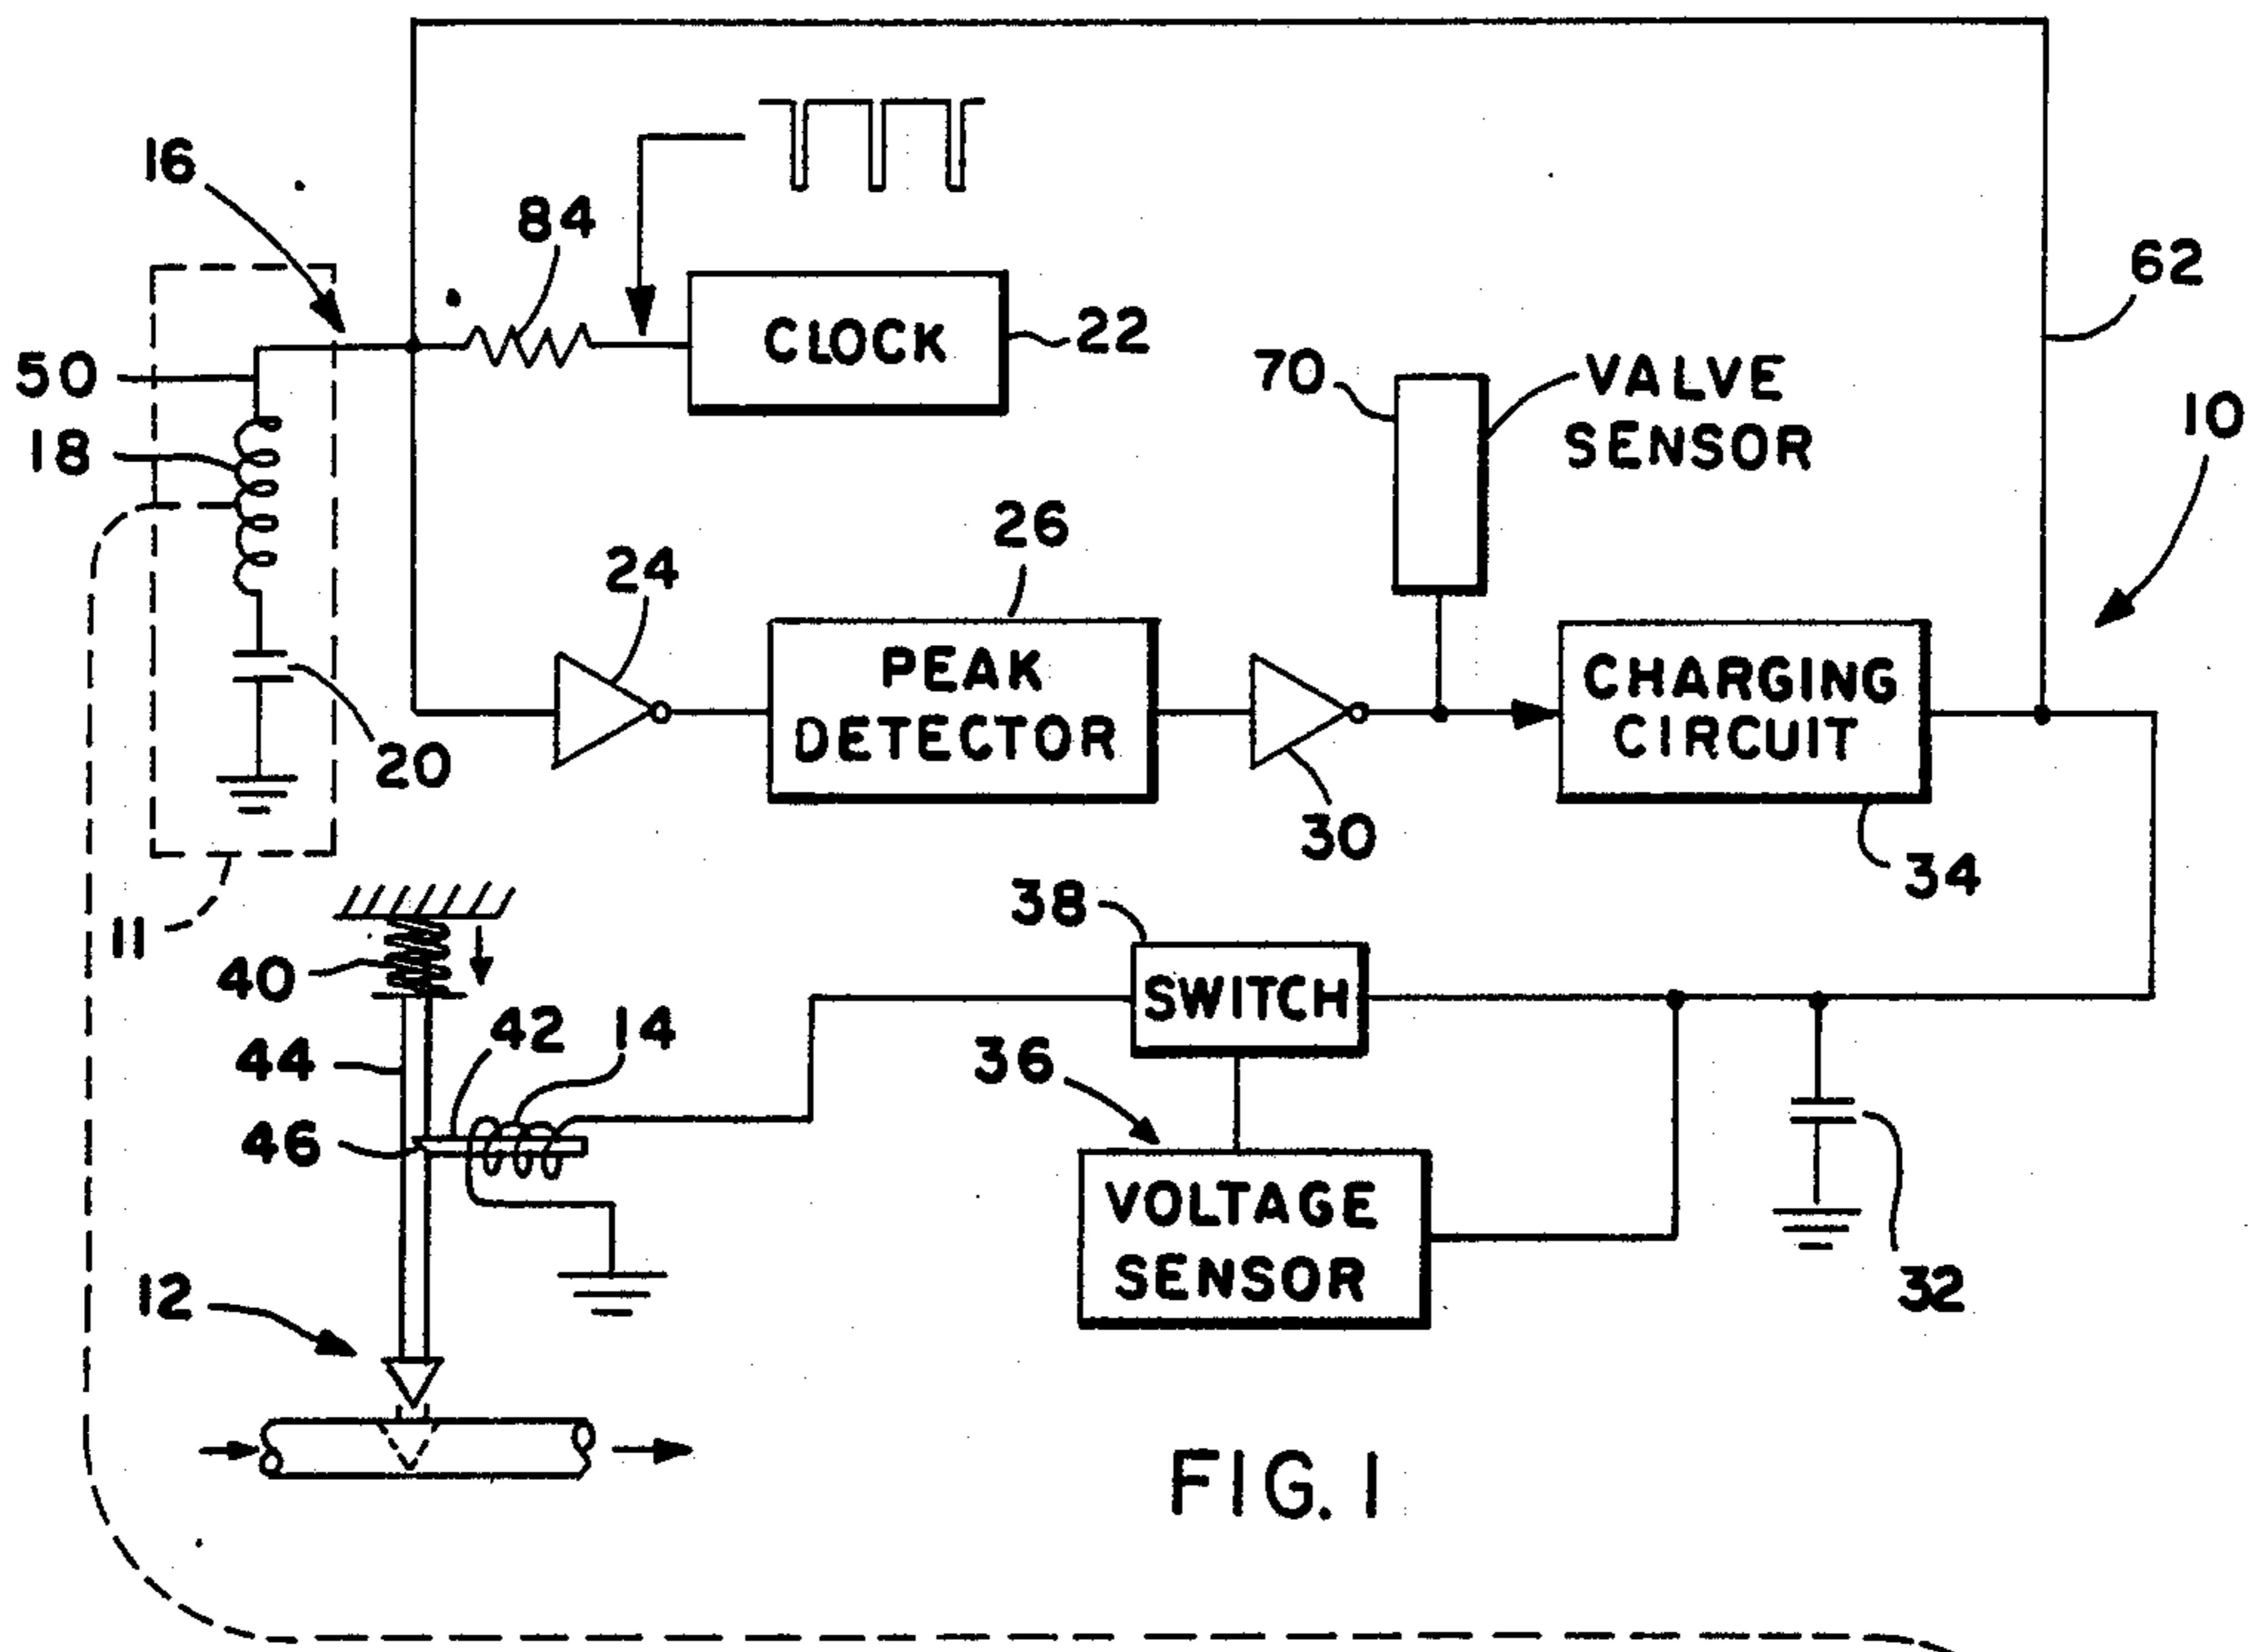 16
84
CLOCK
22
62
50
18
70
VALVE
SENSOR
10
26
24
PEAK
DETECTOR
CHARGING
CIRCUIT
20
30
34
11
38
40
SWITCH
42
14
44
36
46
VOLTAGE
SENSOR
12
32
FIG. 1